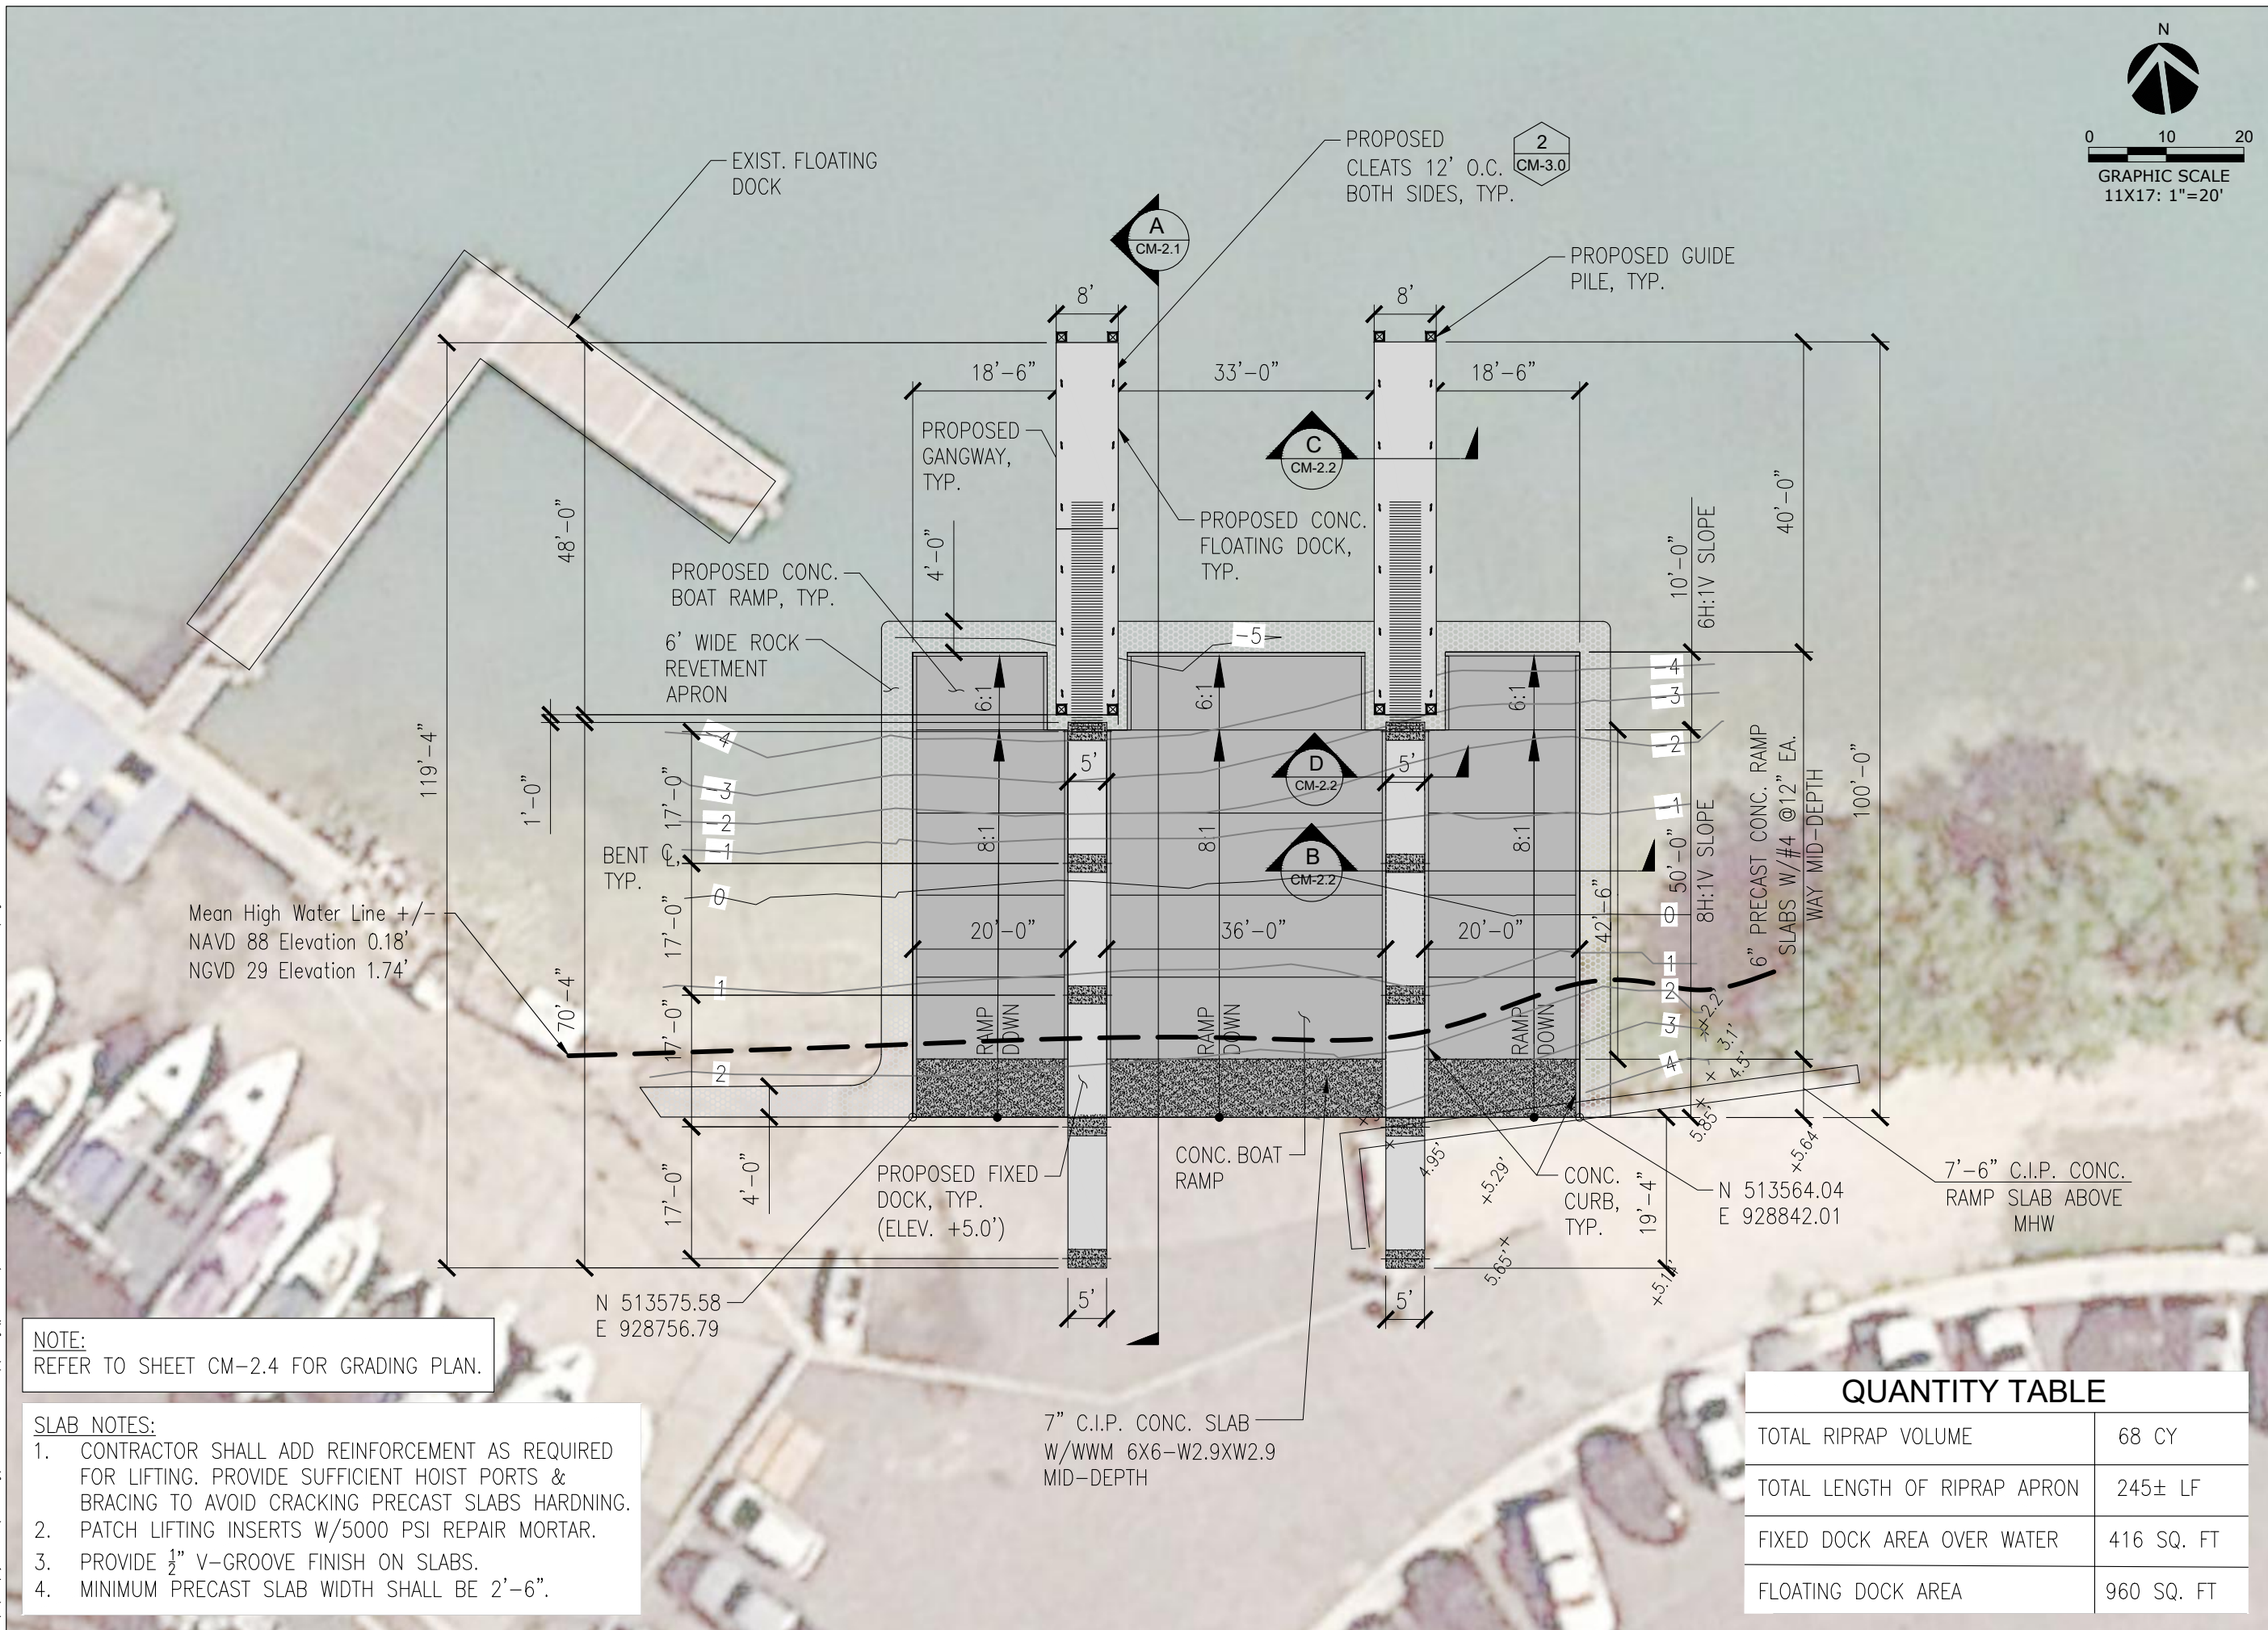 N
0 10 20
GRAPHIC SCALE
11X17: 1"=20'
EXIST. FLOATING
DOCK
PROPOSED
CLEATS 12' O.C.
BOTH SIDES, TYP.
2
CM-3.0
A
CM-2.1
PROPOSED GUIDE
PILE, TYP.
8'
8'
18'-6"
33'-0"
18'-6"
PROPOSED
GANGWAY,
TYP.
C
CM-2.2
PROPOSED CONC.
FLOATING DOCK,
TYP.
4'-0"
48'-0"
40'-0"
10'-0"
6H:1V SLOPE
PROPOSED CONC.
BOAT RAMP, TYP.
6' WIDE ROCK
REVETMENT
APRON
-5
6:1
6:1
6:1
-4
-3
-2
-1
0
1
2
3
4
-4
-3
-2
-1
0
1
2
119'-4"
1'-0"
70'-4"
17'-0"
17'-0"
17'-0"
17'-0"
4'-0"
BENT ℄,
TYP.
5'
5'
D
CM-2.2
B
CM-2.2
8:1
8:1
8:1
20'-0"
36'-0"
20'-0"
42'-6"
50'-0"
8H:1V SLOPE
6" PRECAST CONC. RAMP
SLABS W/#4 @12" EA.
WAY MID-DEPTH
100'-0"
Mean High Water Line +/-
NAVD 88 Elevation 0.18'
NGVD 29 Elevation 1.74'
RAMP
DOWN
RAMP
DOWN
RAMP
DOWN
2.2'
3.1'
4.5'
5.85'
+5.64'
4.95'
+5.29'
5.65'+
+5.14'
PROPOSED FIXED
DOCK, TYP.
(ELEV. +5.0')
CONC. BOAT
RAMP
CONC.
CURB,
TYP.
19'-4"
N 513564.04
E 928842.01
7'-6" C.I.P. CONC.
RAMP SLAB ABOVE
MHW
N 513575.58
E 928756.79
5'
5'
7" C.I.P. CONC. SLAB
W/WWM 6X6-W2.9XW2.9
MID-DEPTH
NOTE:
REFER TO SHEET CM-2.4 FOR GRADING PLAN.
SLAB NOTES:
1. CONTRACTOR SHALL ADD REINFORCEMENT AS REQUIRED
FOR LIFTING. PROVIDE SUFFICIENT HOIST PORTS &
BRACING TO AVOID CRACKING PRECAST SLABS HARDNING.
2. PATCH LIFTING INSERTS W/5000 PSI REPAIR MORTAR.
3. PROVIDE ½" V-GROOVE FINISH ON SLABS.
4. MINIMUM PRECAST SLAB WIDTH SHALL BE 2'-6".
QUANTITY TABLE
TOTAL RIPRAP VOLUME 68 CY
TOTAL LENGTH OF RIPRAP APRON 245± LF
FIXED DOCK AREA OVER WATER 416 SQ. FT
FLOATING DOCK AREA 960 SQ. FT